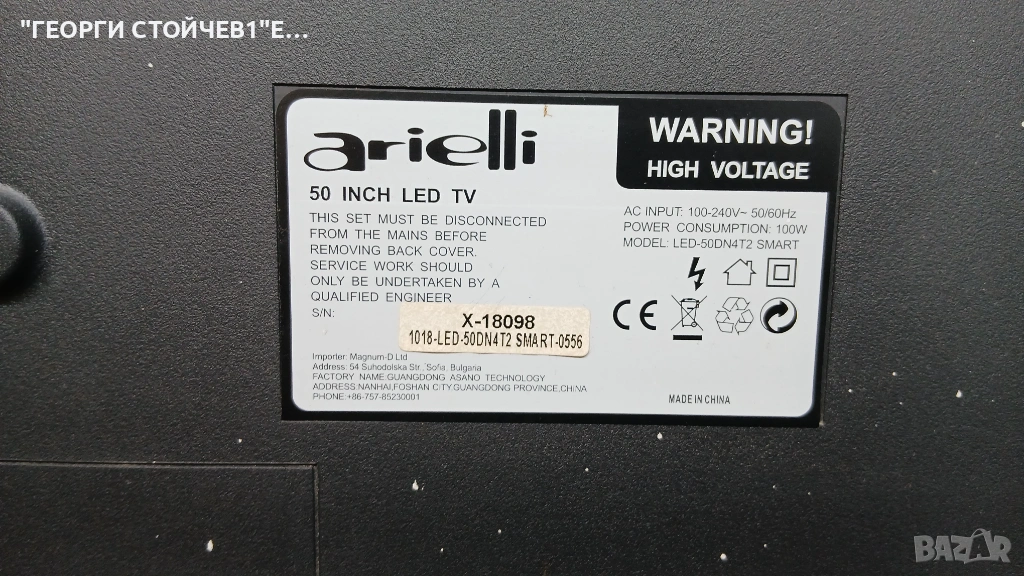 "ГЕОРГИ СТОЙЧЕВ1"Е...
arielli
WARNING!
HIGH VOLTAGE
50 INCH LED TV
THIS SET MUST BE DISCONNECTED
FROM THE MAINS BEFORE
REMOVING BACK COVER.
SERVICE WORK SHOULD
ONLY BE UNDERTAKEN BY A
QUALIFIED ENGINEER
S/N:
AC INPUT: 100-240V~ 50/60Hz
POWER CONSUMPTION: 100W
MODEL: LED-50DN4T2 SMART
CE
X-18098
1018-LED-50DN4T2 SMART-0556
Importer: Magnum-D Ltd
Address: 54 Suhodolska Str., Sofia, Bulgaria
FACTORY NAME:GUANGDONG ASANO TECHNOLOGY
ADDRESS:NANHAI,FOSHAN CITY,GUANGDONG PROVINCE,CHINA
PHONE:+86-757-85230001
MADE IN CHINA
BAZAR